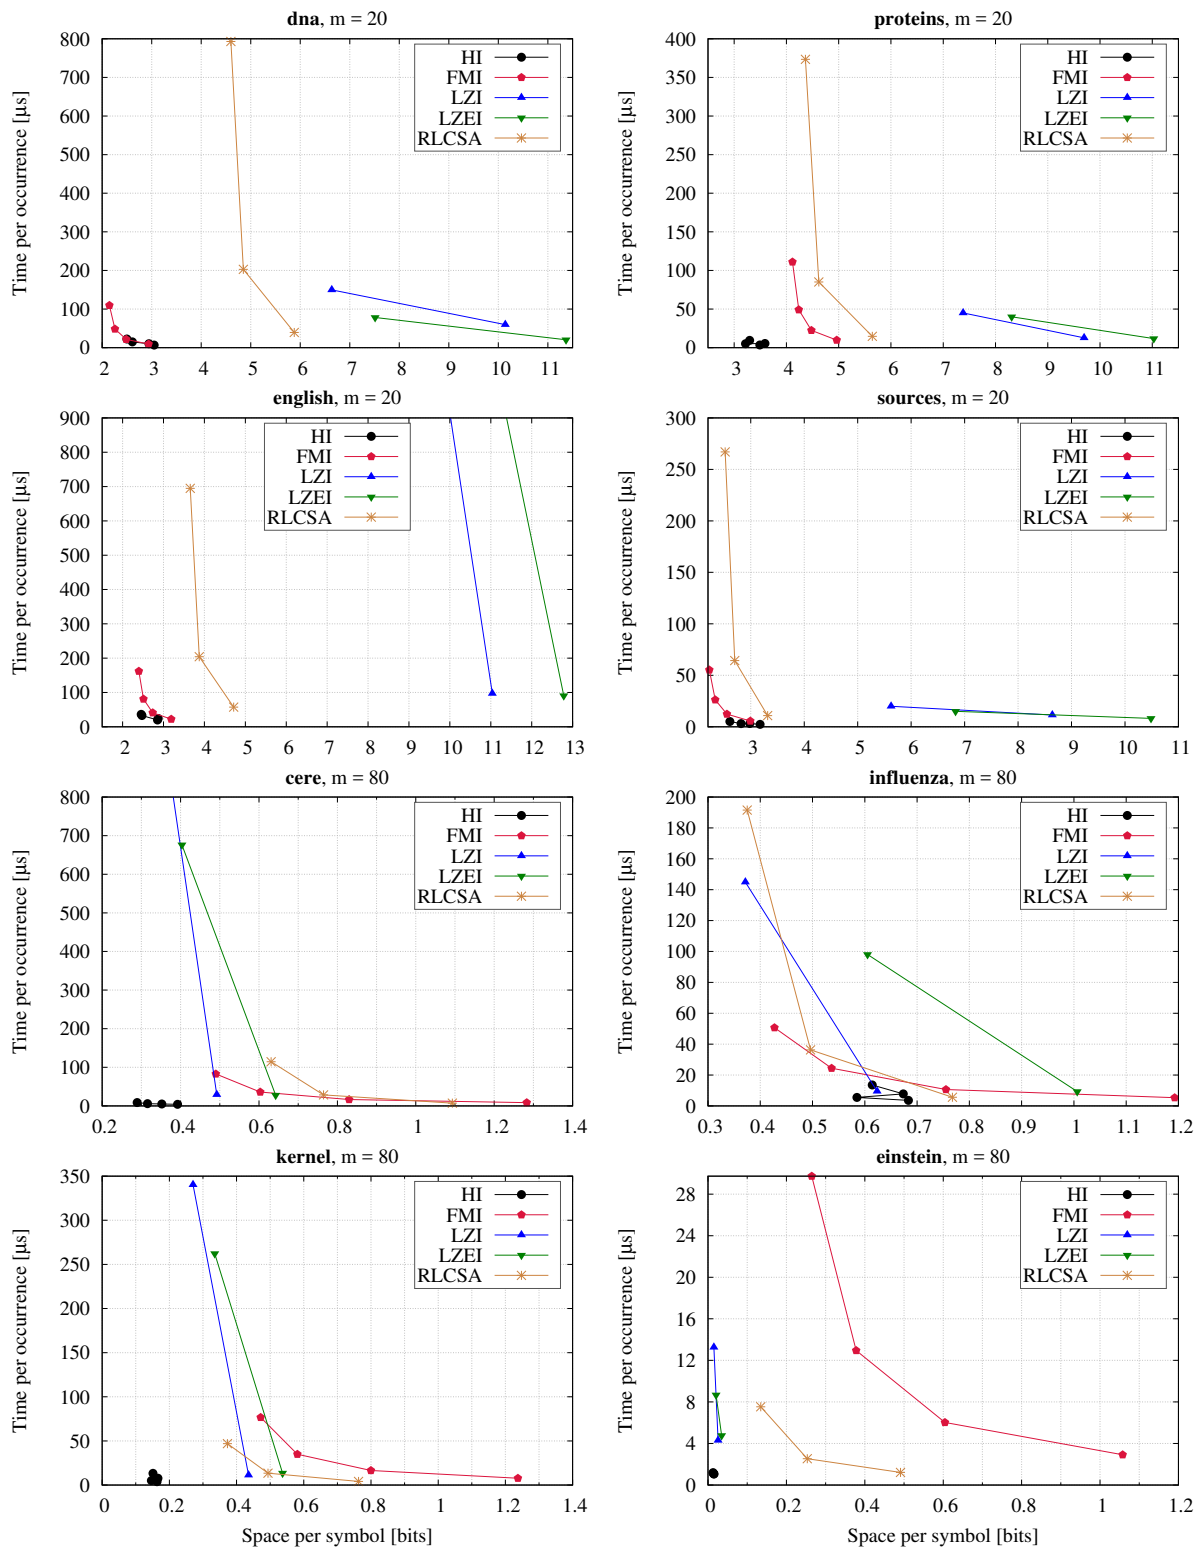 dna, m = 20
Time per occurrence [µs]
800
700
600
500
400
300
200
100
0
HI
FMI
LZI
LZEI
RLCSA
2 3 4 5 6 7 8 9 10 11
proteins, m = 20
Time per occurrence [µs]
400
350
300
250
200
150
100
50
0
HI
FMI
LZI
LZEI
RLCSA
3 4 5 6 7 8 9 10 11
english, m = 20
Time per occurrence [µs]
900
800
700
600
500
400
300
200
100
0
HI
FMI
LZI
LZEI
RLCSA
2 3 4 5 6 7 8 9 10 11 12 13
sources, m = 20
Time per occurrence [µs]
300
250
200
150
100
50
0
HI
FMI
LZI
LZEI
RLCSA
3 4 5 6 7 8 9 10 11
cere, m = 80
Time per occurrence [µs]
800
700
600
500
400
300
200
100
0
HI
FMI
LZI
LZEI
RLCSA
0.2 0.4 0.6 0.8 1 1.2 1.4
influenza, m = 80
Time per occurrence [µs]
200
180
160
140
120
100
80
60
40
20
0
HI
FMI
LZI
LZEI
RLCSA
0.3 0.4 0.5 0.6 0.7 0.8 0.9 1 1.1 1.2
kernel, m = 80
Time per occurrence [µs]
350
300
250
200
150
100
50
0
HI
FMI
LZI
LZEI
RLCSA
0 0.2 0.4 0.6 0.8 1 1.2 1.4
Space per symbol [bits]
einstein, m = 80
Time per occurrence [µs]
28
24
20
16
12
8
4
0
HI
FMI
LZI
LZEI
RLCSA
0 0.2 0.4 0.6 0.8 1 1.2
Space per symbol [bits]